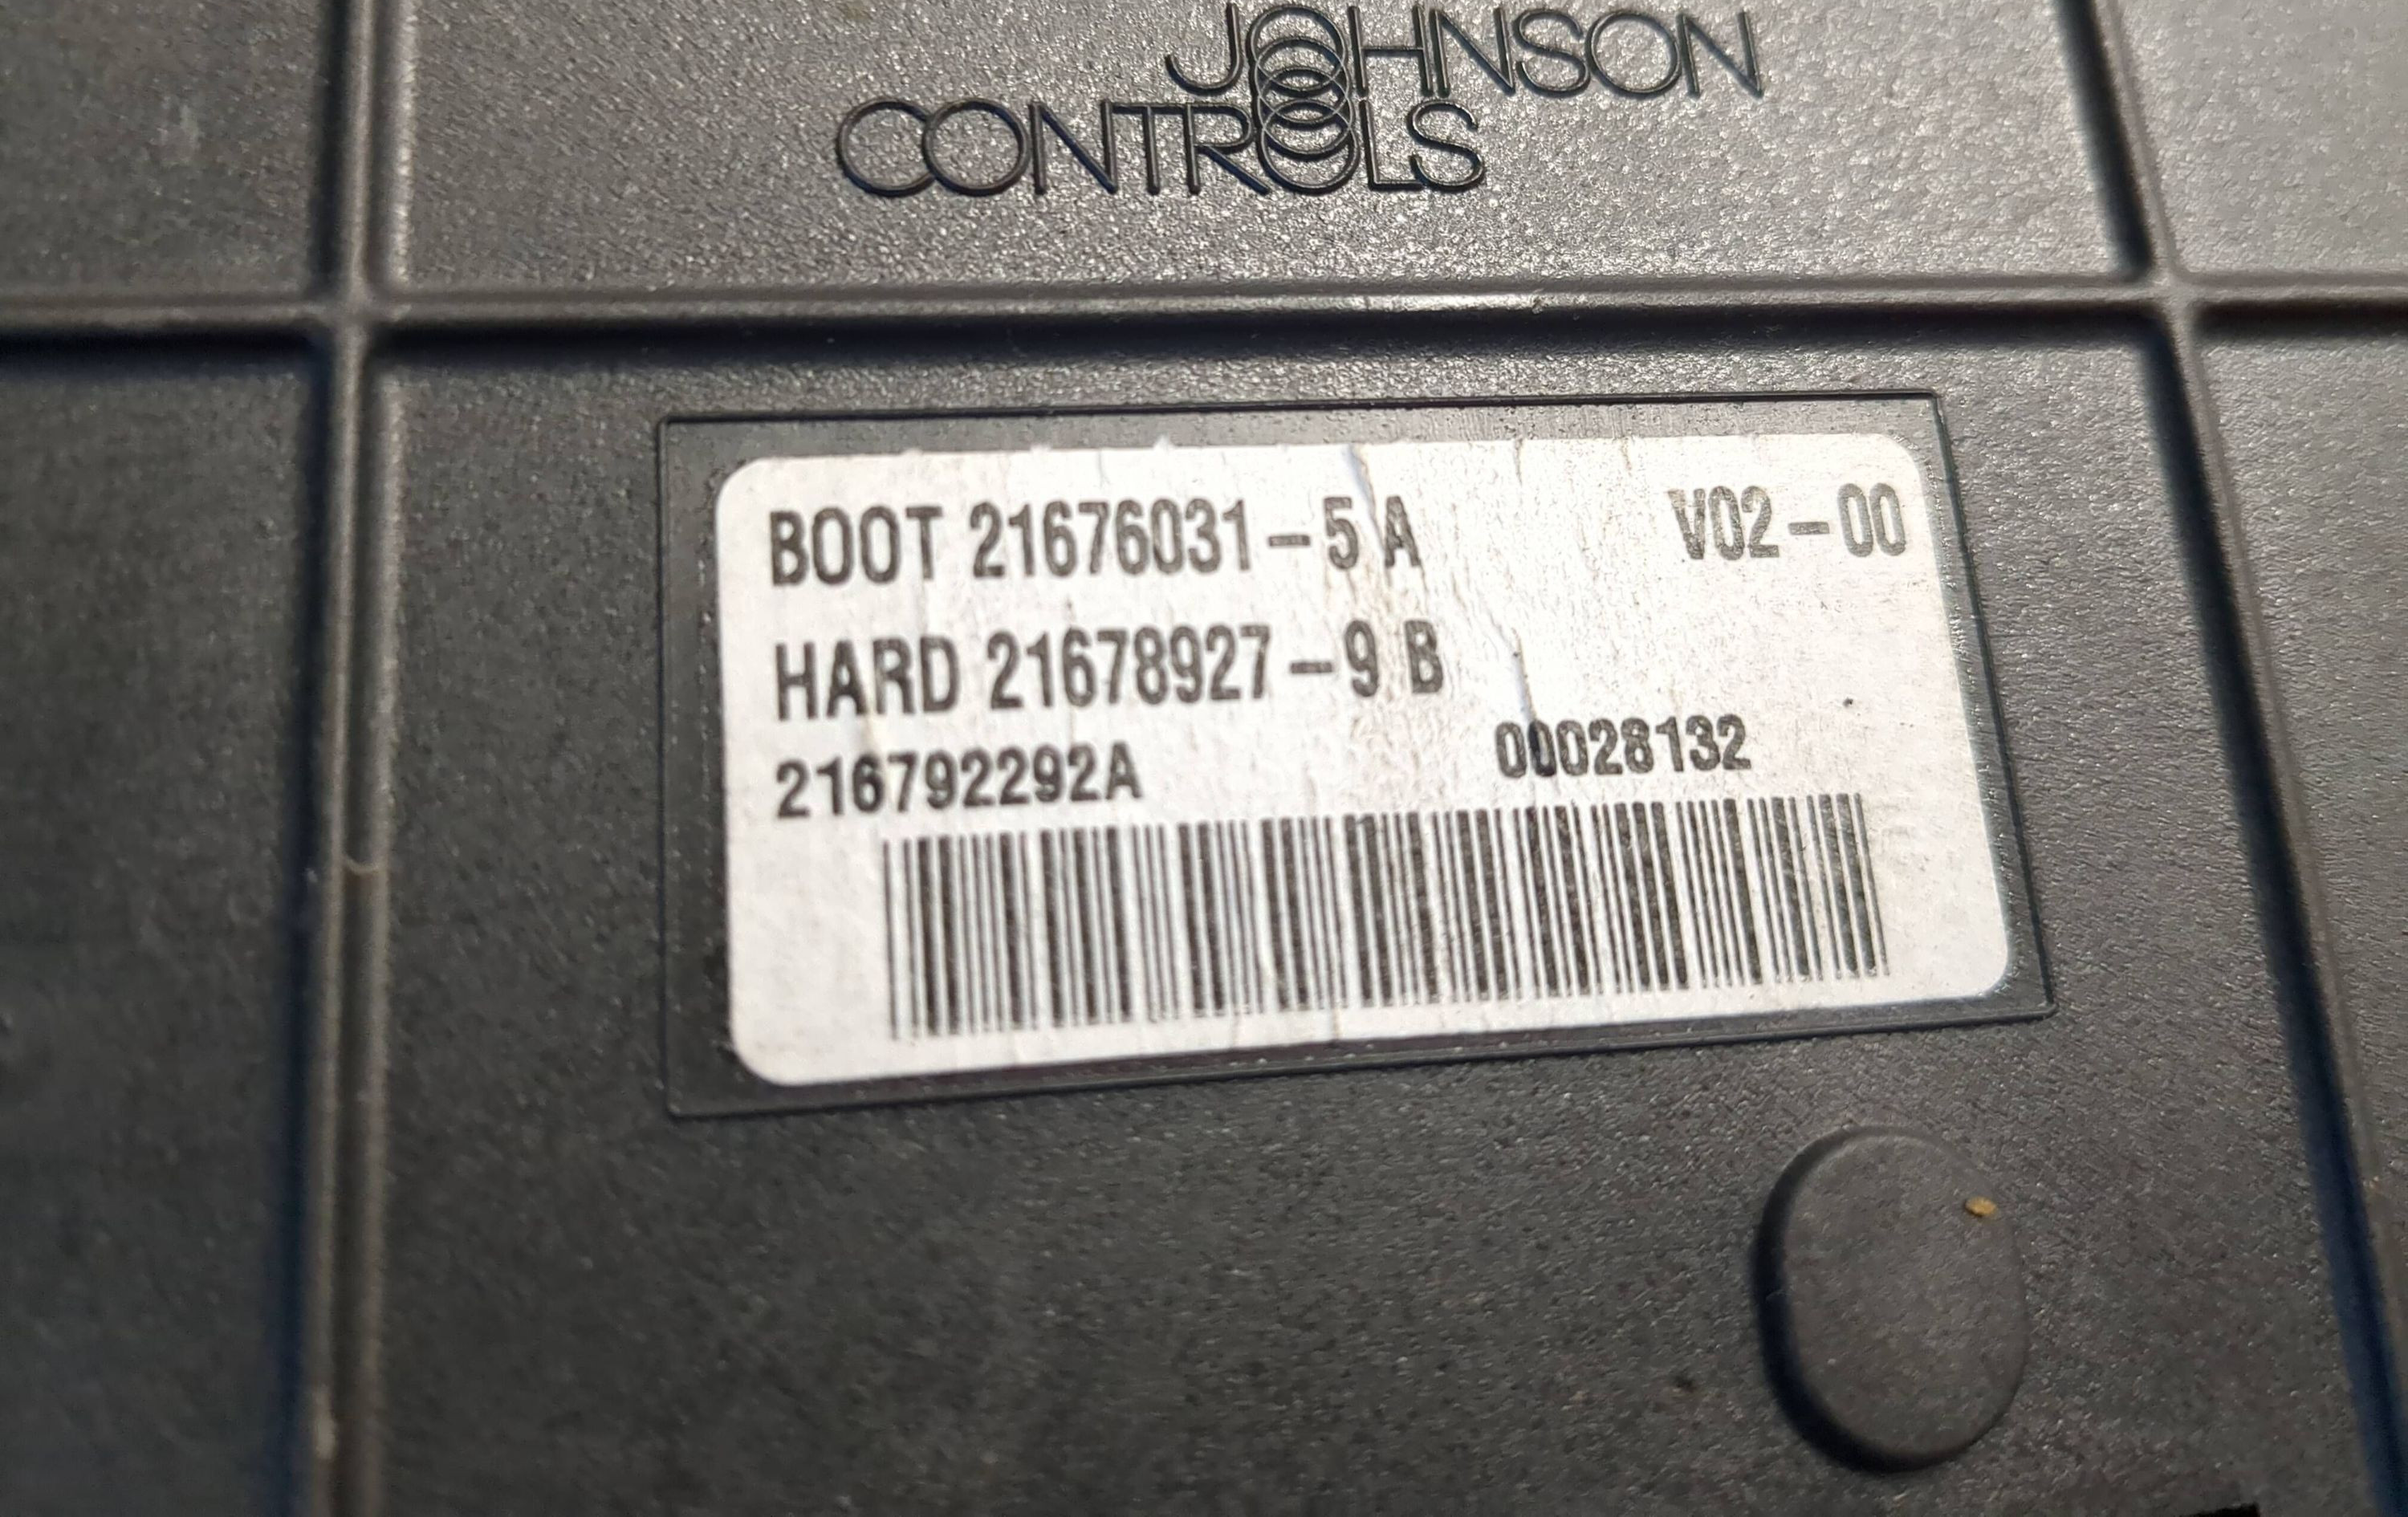 JOHNSON
CONTROLS
BOOT 21676031-5 A V02-00
HARD 21678927-9 B
216792292A 00028132